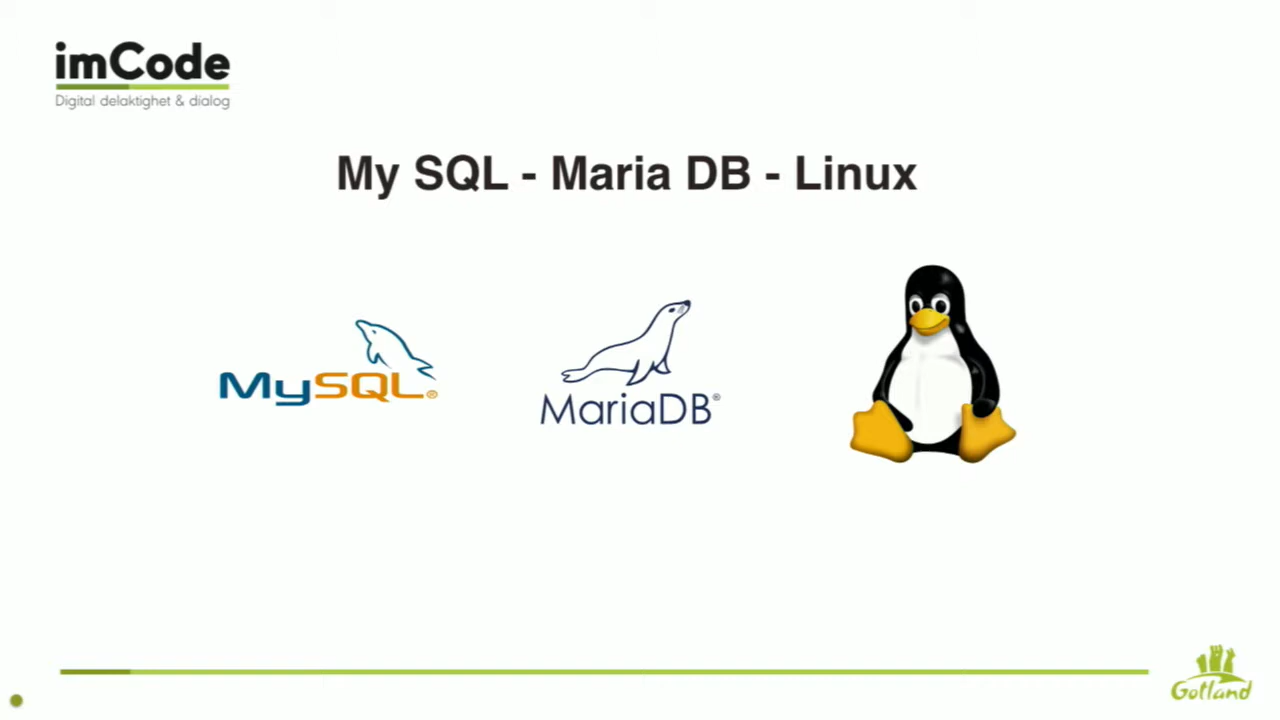 imCode
Digital delaktighet & dialog
My SQL - Maria DB - Linux
MySQL®
MariaDB®
Gotland